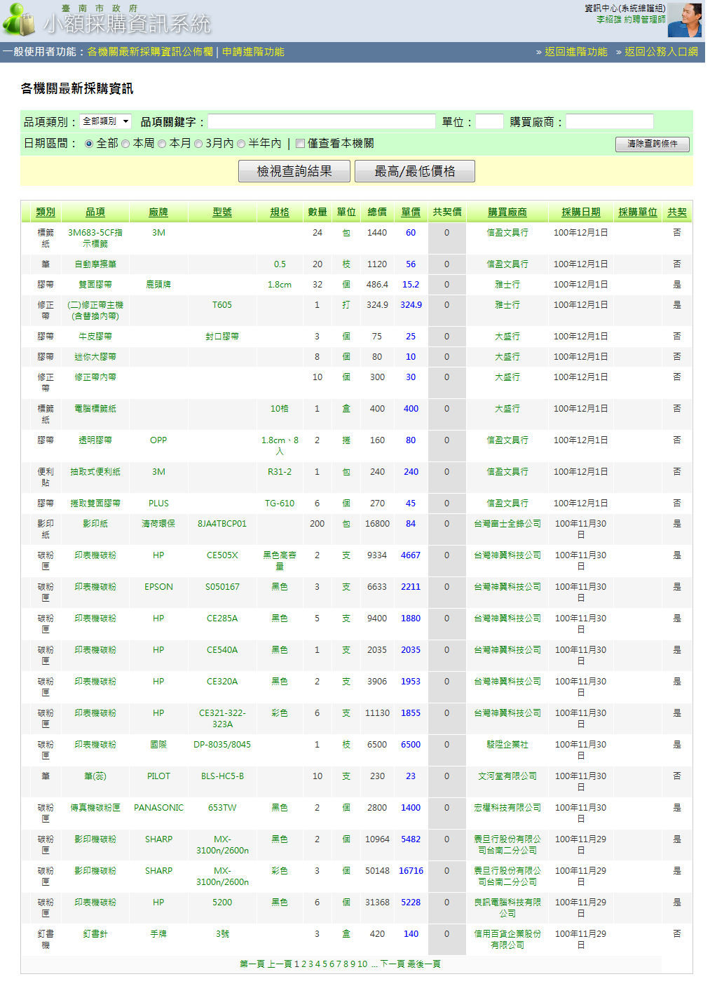 臺南市政府
小額採購資訊系統
資訊中心(系統維護組)
李紹雄 約聘管理師
一般使用者功能：各機關最新採購資訊公佈欄 | 申請進階功能
» 返回進階功能 » 返回公務入口網
各機關最新採購資訊
品項類別： 全部類別 品項關鍵字： 單位： 購買廠商：
日期區間： 全部 本周 本月 3月內 半年內 | 僅查看本機關 清除查詢條件
檢視查詢結果 最高/最低價格
類別 品項 廠牌 型號 規格 數量 單位 總價 單價 共契價 購買廠商 採購日期 採購單位 共契
標籤 3M683-5CF指 3M 24 包 1440 60 0 信盈文具行 100年12月1日 否
紙 示標籤
筆 自動摩擦筆 0.5 20 枝 1120 56 0 信盈文具行 100年12月1日 否
膠帶 雙面膠帶 鹿頭牌 1.8cm 32 個 486.4 15.2 0 雅士行 100年12月1日 是
修正 (二)修正帶主機 T605 1 打 324.9 324.9 0 雅士行 100年12月1日 是
帶 (含替換內帶)
膠帶 牛皮膠帶 封口膠帶 3 個 75 25 0 大盛行 100年12月1日 否
膠帶 迷你大膠帶 8 個 80 10 0 大盛行 100年12月1日 否
修正 修正帶內帶 10 個 300 30 0 大盛行 100年12月1日 否
帶
標籤 電腦標籤紙 10格 1 盒 400 400 0 大盛行 100年12月1日 否
紙
膠帶 透明膠帶 OPP 1.8cm、8 2 捲 160 80 0 信盈文具行 100年12月1日 否
入
便利 抽取式便利紙 3M R31-2 1 包 240 240 0 信盈文具行 100年12月1日 否
貼
膠帶 捲取雙面膠帶 PLUS TG-610 6 個 270 45 0 信盈文具行 100年12月1日 否
影印 影印紙 清荷環保 8JA4TBCP01 200 包 16800 84 0 台灣富士全錄公司 100年11月30 是
紙 日
碳粉 印表機碳粉 HP CE505X 黑色高容 2 支 9334 4667 0 台灣神翼科技公司 100年11月30 是
匣 量 日
碳粉 印表機碳粉 EPSON S050167 黑色 3 支 6633 2211 0 台灣神翼科技公司 100年11月30 是
匣 日
碳粉 印表機碳粉 HP CE285A 黑色 5 支 9400 1880 0 台灣神翼科技公司 100年11月30 是
匣 日
碳粉 印表機碳粉 HP CE540A 黑色 1 支 2035 2035 0 台灣神翼科技公司 100年11月30 是
匣 日
碳粉 印表機碳粉 HP CE320A 黑色 2 支 3906 1953 0 台灣神翼科技公司 100年11月30 是
匣 日
碳粉 印表機碳粉 HP CE321-322- 彩色 6 支 11130 1855 0 台灣神翼科技公司 100年11月30 是
匣 323A 日
碳粉 印表機碳粉 國際 DP-8035/8045 1 枝 6500 6500 0 駿陞企業社 100年11月30 是
匣 日
筆 筆(蕊) PILOT BLS-HC5-B 10 支 230 23 0 文河堂有限公司 100年11月30 否
日
碳粉 傳真機碳粉匣 PANASONIC 653TW 黑色 2 個 2800 1400 0 宏權科技有限公司 100年11月30 是
匣 日
碳粉 影印機碳粉 SHARP MX- 黑色 2 個 10964 5482 0 震旦行股份有限公 100年11月29 是
匣 3100n/2600n 司台南二分公司 日
碳粉 影印機碳粉 SHARP MX- 彩色 3 個 50148 16716 0 震旦行股份有限公 100年11月29 是
匣 3100n/2600n 司台南二分公司 日
碳粉 印表機碳粉 HP 5200 黑色 6 個 31368 5228 0 良訊電腦科技有限 100年11月29 是
匣 公司 日
釘書 釘書針 手牌 3號 3 盒 420 140 0 信用百貨企業股份 100年11月29 否
機 有限公司 日
第一頁 上一頁 1 2 3 4 5 6 7 8 9 10 ... 下一頁 最後一頁